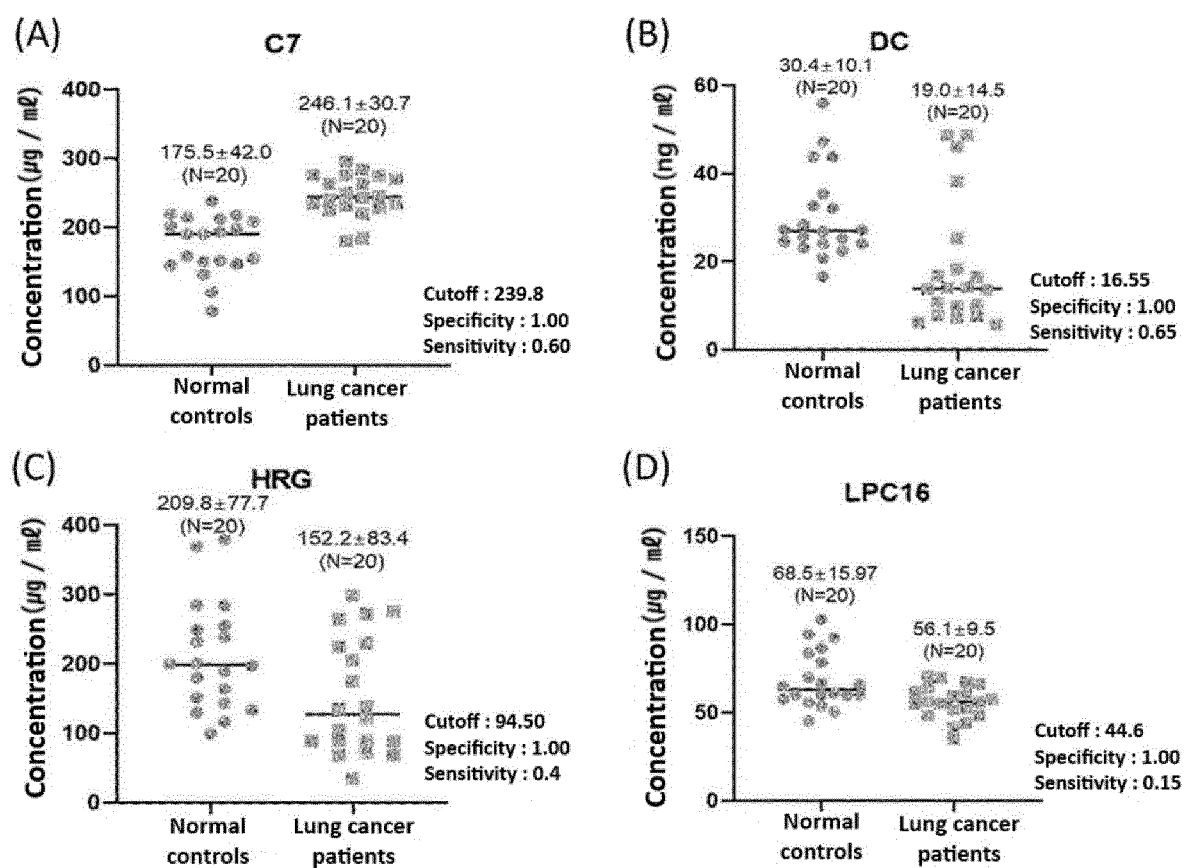 (A)
C7
Concentration (μg / ㎖)
400
300
200
100
0
175.5±42.0
(N=20)
246.1±30.7
(N=20)
Cutoff : 239.8
Specificity : 1.00
Sensitivity : 0.60
Normal
controls
Lung cancer
patients
(B)
DC
Concentration (ng / ㎖)
60
40
20
0
30.4±10.1
(N=20)
19.0±14.5
(N=20)
Cutoff : 16.55
Specificity : 1.00
Sensitivity : 0.65
Normal
controls
Lung cancer
patients
(C)
HRG
Concentration (μg / ㎖)
400
300
200
100
0
209.8±77.7
(N=20)
152.2±83.4
(N=20)
Cutoff : 94.50
Specificity : 1.00
Sensitivity : 0.4
Normal
controls
Lung cancer
patients
(D)
LPC16
Concentration (μg / ㎖)
150
100
50
0
68.5±15.97
(N=20)
56.1±9.5
(N=20)
Cutoff : 44.6
Specificity : 1.00
Sensitivity : 0.15
Normal
controls
Lung cancer
patients